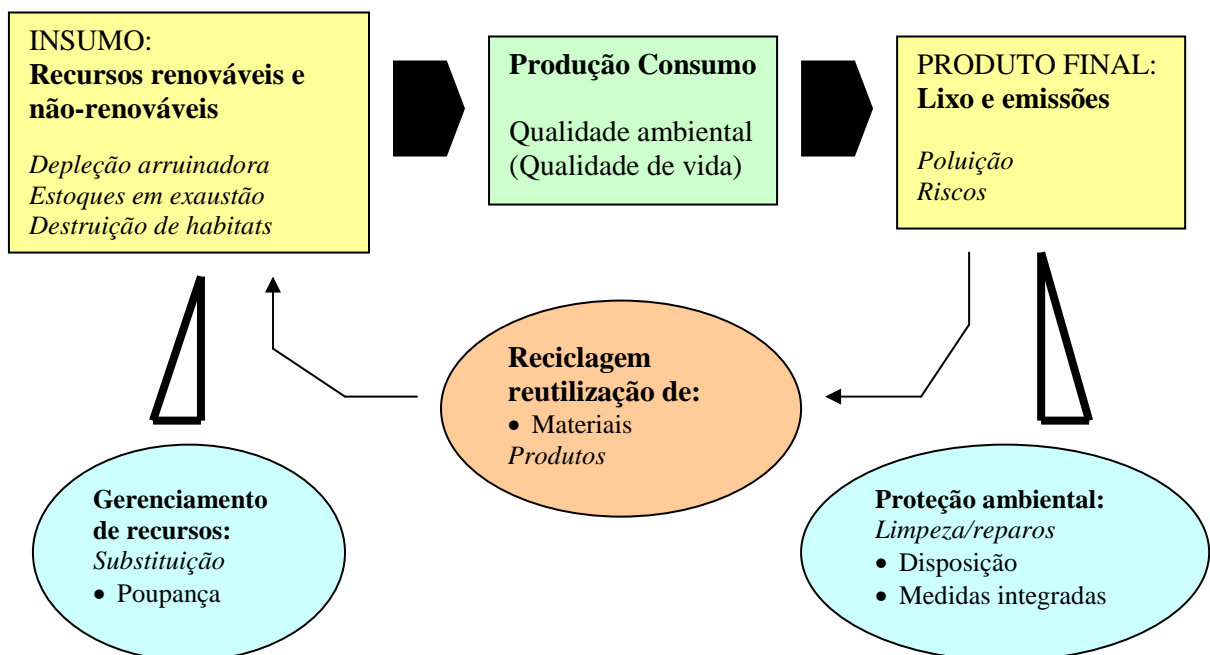 INSUMO:
Recursos renováveis e
não-renováveis
Depleção arruinadora
Estoques em exaustão
Destruição de habitats
Produção Consumo
Qualidade ambiental
(Qualidade de vida)
PRODUTO FINAL:
Lixo e emissões
Poluição
Riscos
Reciclagem
reutilização de:
• Materiais
Produtos
Gerenciamento
de recursos:
Substituição
• Poupança
Proteção ambiental:
Limpeza/reparos
• Disposição
• Medidas integradas